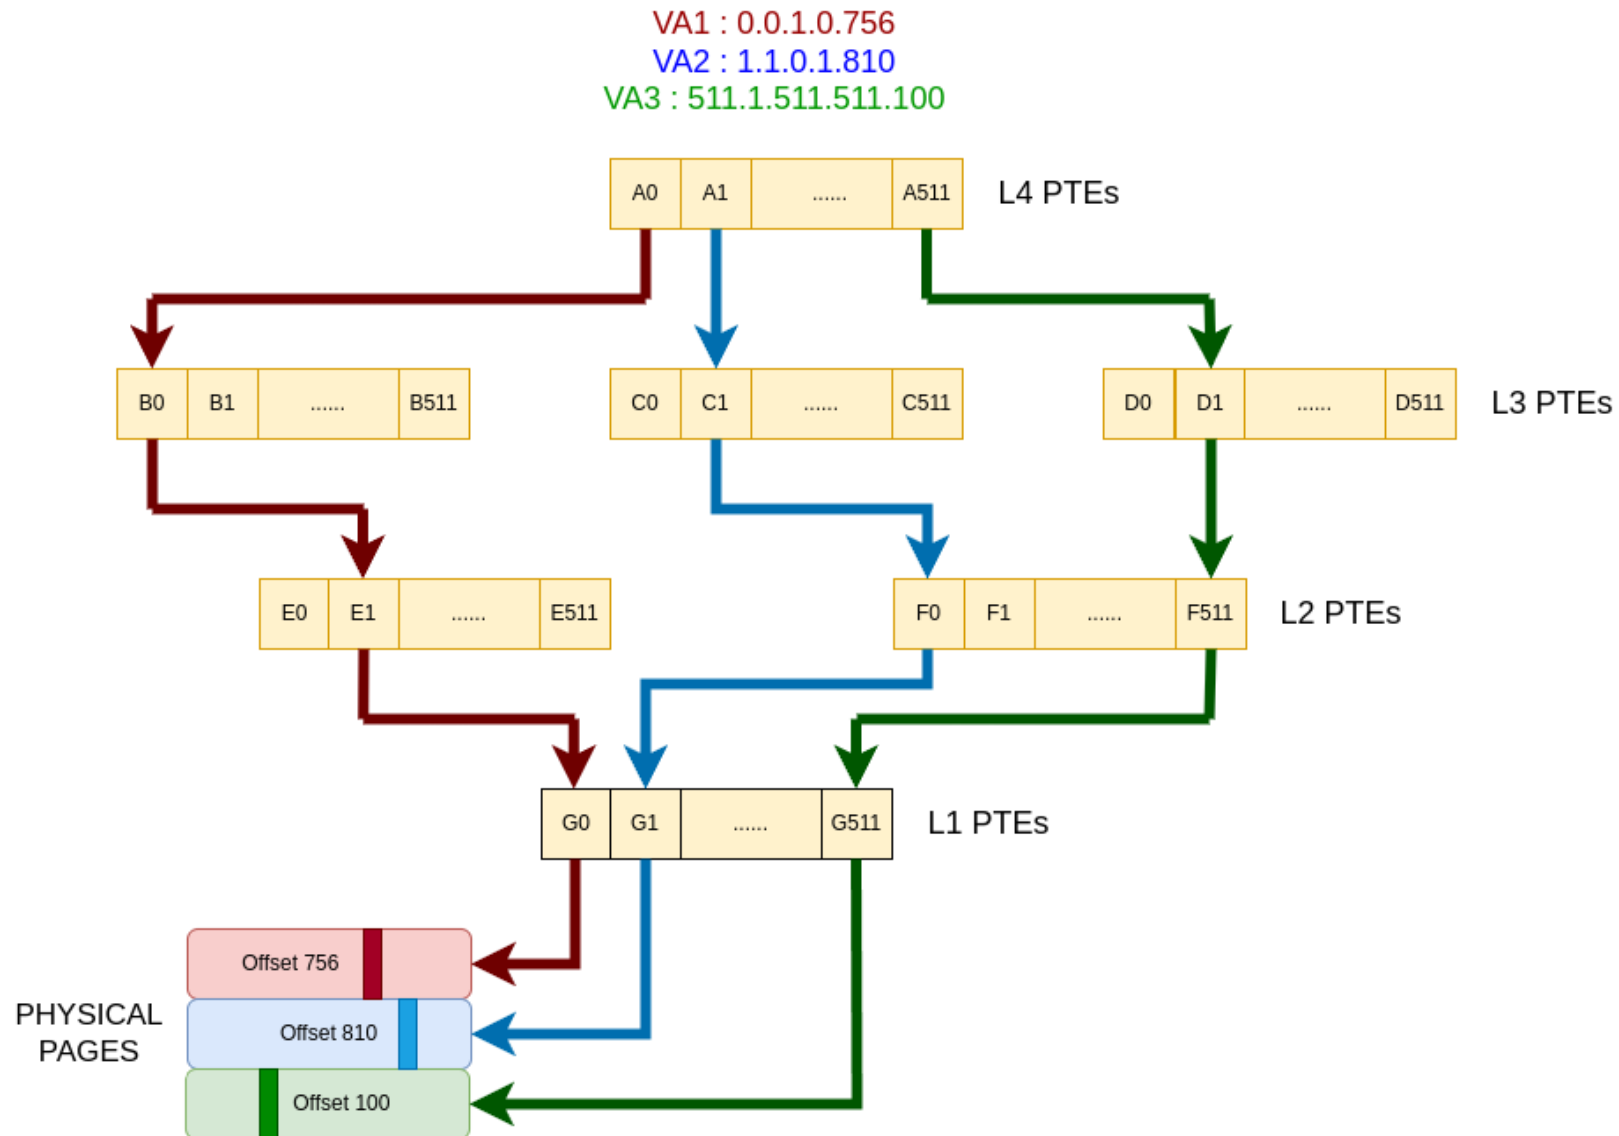 VA1 : 0.0.1.0.756
VA2 : 1.1.0.1.810
VA3 : 511.1.511.511.100
A0 A1 ...... A511 L4 PTEs
B0 B1 ...... B511 C0 C1 ...... C511 D0 D1 ...... D511 L3 PTEs
E0 E1 ...... E511 F0 F1 ...... F511 L2 PTEs
G0 G1 ...... G511 L1 PTEs
Offset 756
PHYSICAL
PAGES
Offset 810
Offset 100